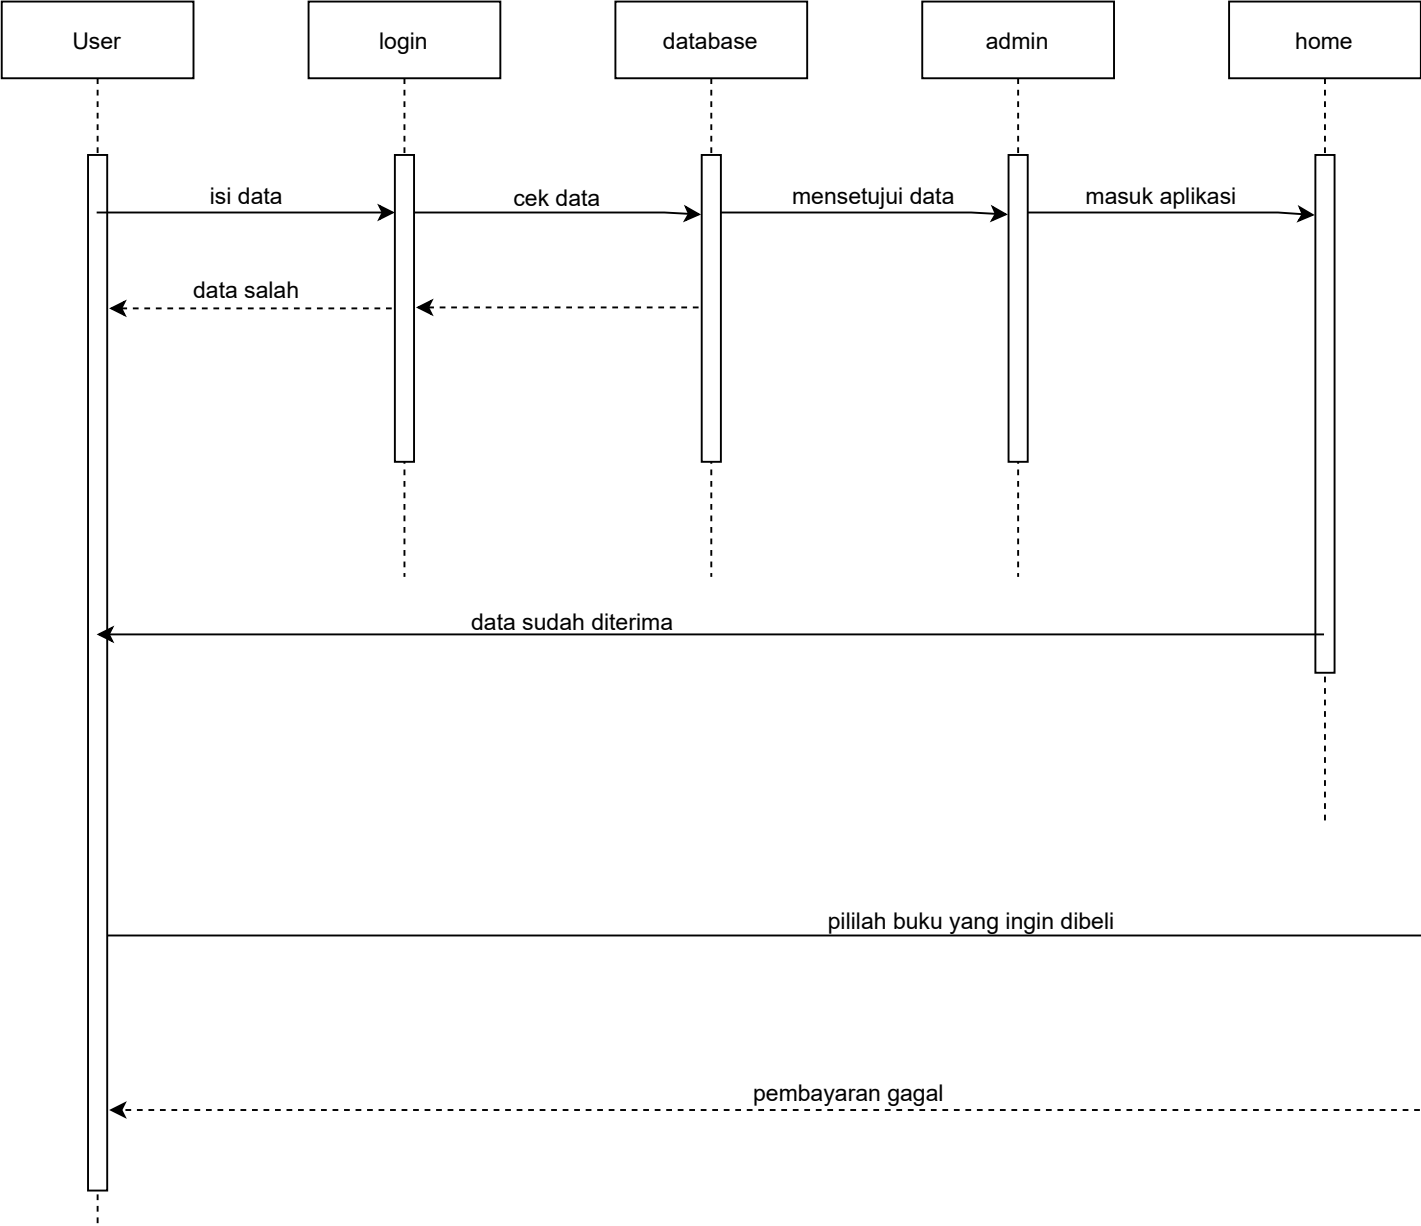 User
login
database
admin
home
isi data
cek data
mensetujui data
masuk aplikasi
data salah
data sudah diterima
pililah buku yang ingin dibeli
pembayaran gagal